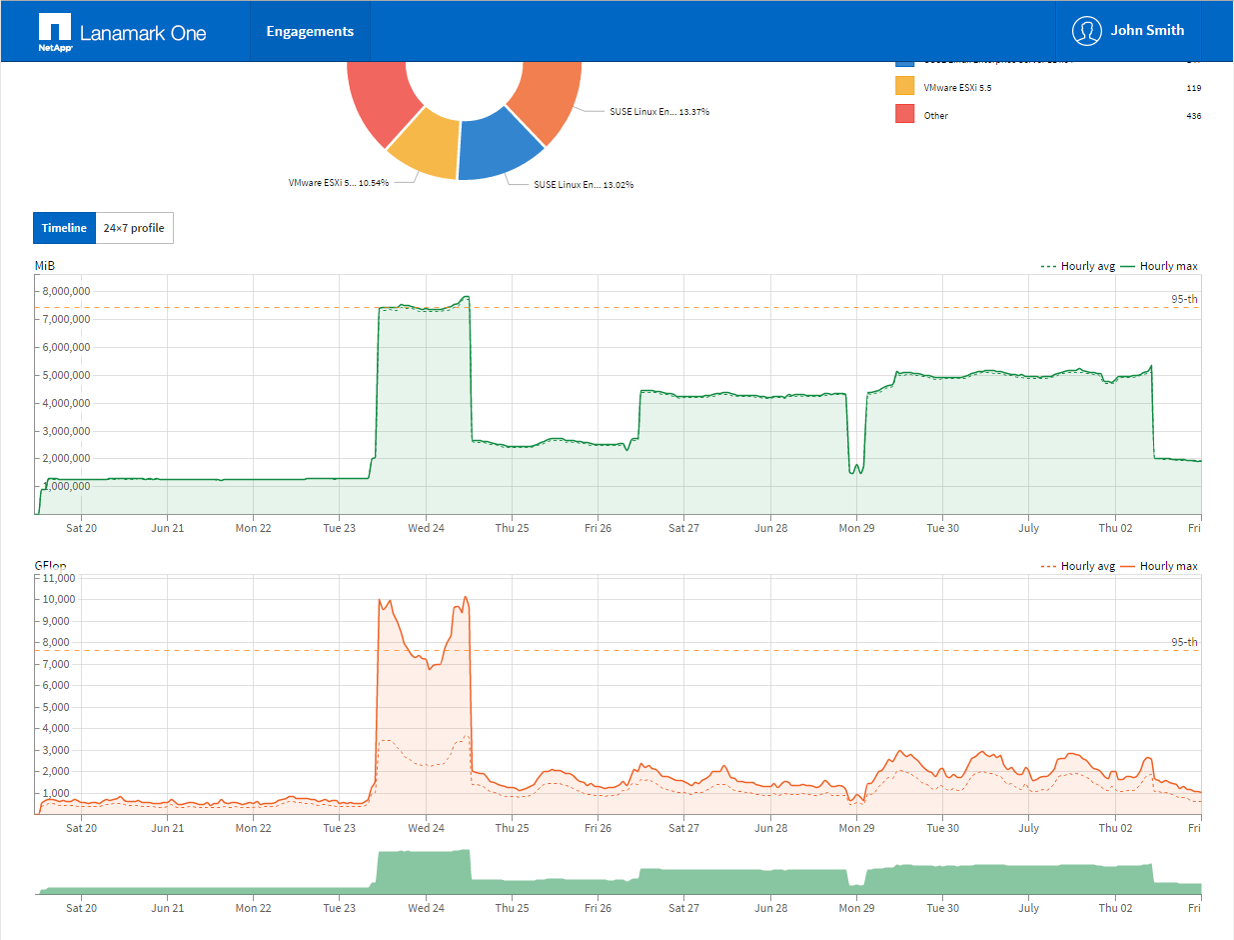 NetApp
Lanamark One
Engagements
John Smith
VMware ESXi 5.5 119
Other 436
SUSE Linux En... 13.37%
VMware ESXi 5... 10.54%
SUSE Linux En... 13.02%
Timeline 24×7 profile
MiB
Hourly avg Hourly max
8,000,000
95-th
7,000,000
6,000,000
5,000,000
4,000,000
3,000,000
2,000,000
1,000,000
Sat 20 Jun 21 Mon 22 Tue 23 Wed 24 Thu 25 Fri 26 Sat 27 Jun 28 Mon 29 Tue 30 July Thu 02 Fri
GFlop
Hourly avg Hourly max
11,000
10,000
9,000
8,000
95-th
7,000
6,000
5,000
4,000
3,000
2,000
1,000
Sat 20 Jun 21 Mon 22 Tue 23 Wed 24 Thu 25 Fri 26 Sat 27 Jun 28 Mon 29 Tue 30 July Thu 02 Fri
Sat 20 Jun 21 Mon 22 Tue 23 Wed 24 Thu 25 Fri 26 Sat 27 Jun 28 Mon 29 Tue 30 July Thu 02 Fri